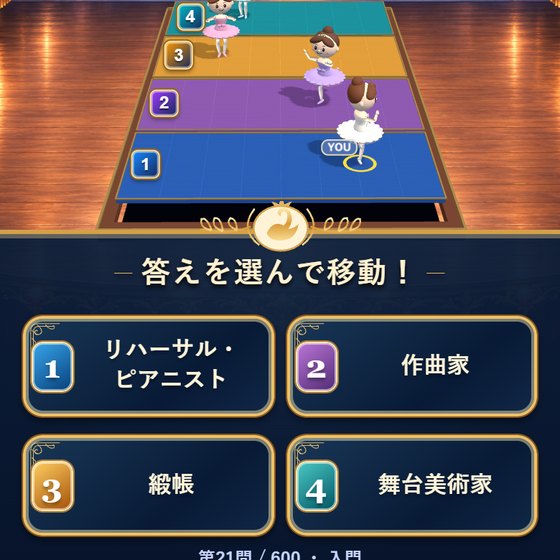 4
3
2
YOU
1
答えを選んで移動！
1
リハーサル・
ピアニスト
2
作曲家
3
緞帳
4
舞台美術家
第21問 / 600 ・ 入門